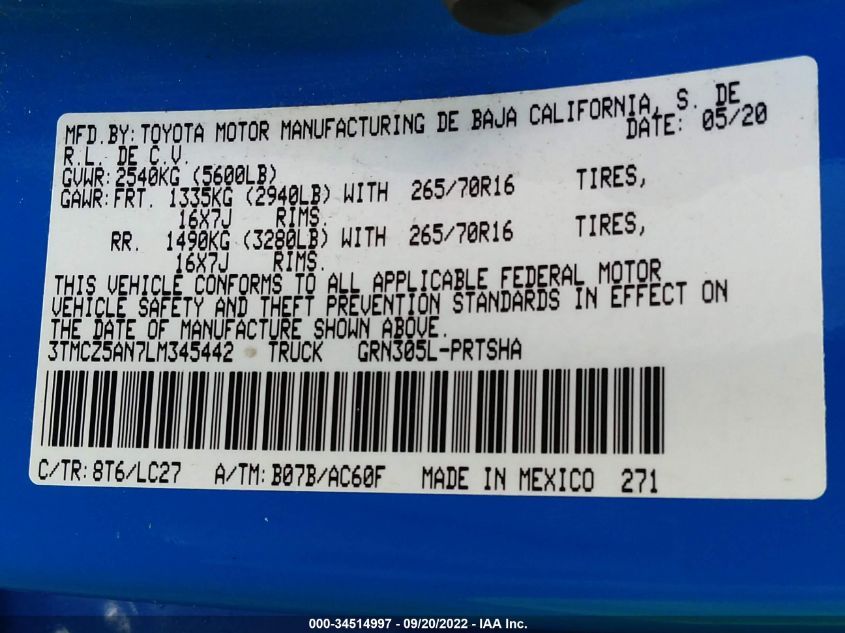 MFD. BY: TOYOTA MOTOR MANUFACTURING DE BAJA CALIFORNIA, S. DE
R.L. DE C.V. DATE: 05/20
GVWR: 2540KG (5600LB)
GAWR: FRT. 1335KG (2940LB) WITH 265/70R16 TIRES,
16X7J RIMS.
RR. 1490KG (3280LB) WITH 265/70R16 TIRES,
16X7J RIMS.
THIS VEHICLE CONFORMS TO ALL APPLICABLE FEDERAL MOTOR
VEHICLE SAFETY AND THEFT PREVENTION STANDARDS IN EFFECT ON
THE DATE OF MANUFACTURE SHOWN ABOVE.
3TMCZ5AN7LM345442 TRUCK GRN305L-PRTSHA
C/TR: 8T6/LC27 A/TM: B07B/AC60F MADE IN MEXICO 271
000-34514997 - 09/20/2022 - IAA Inc.